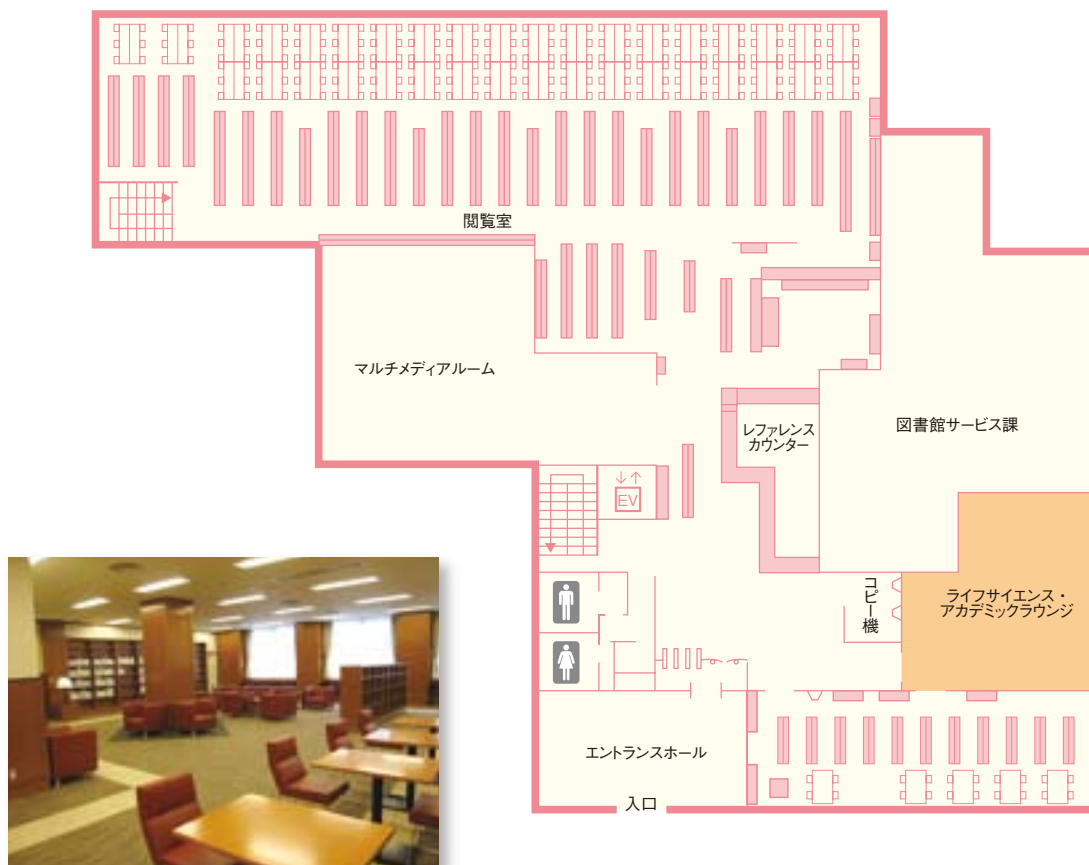 閲覧室
マルチメディアルーム
レファレンス
カウンター
図書館サービス課
EV
コピー機
ライフサイエンス・
アカデミックラウンジ
エントランスホール
入口